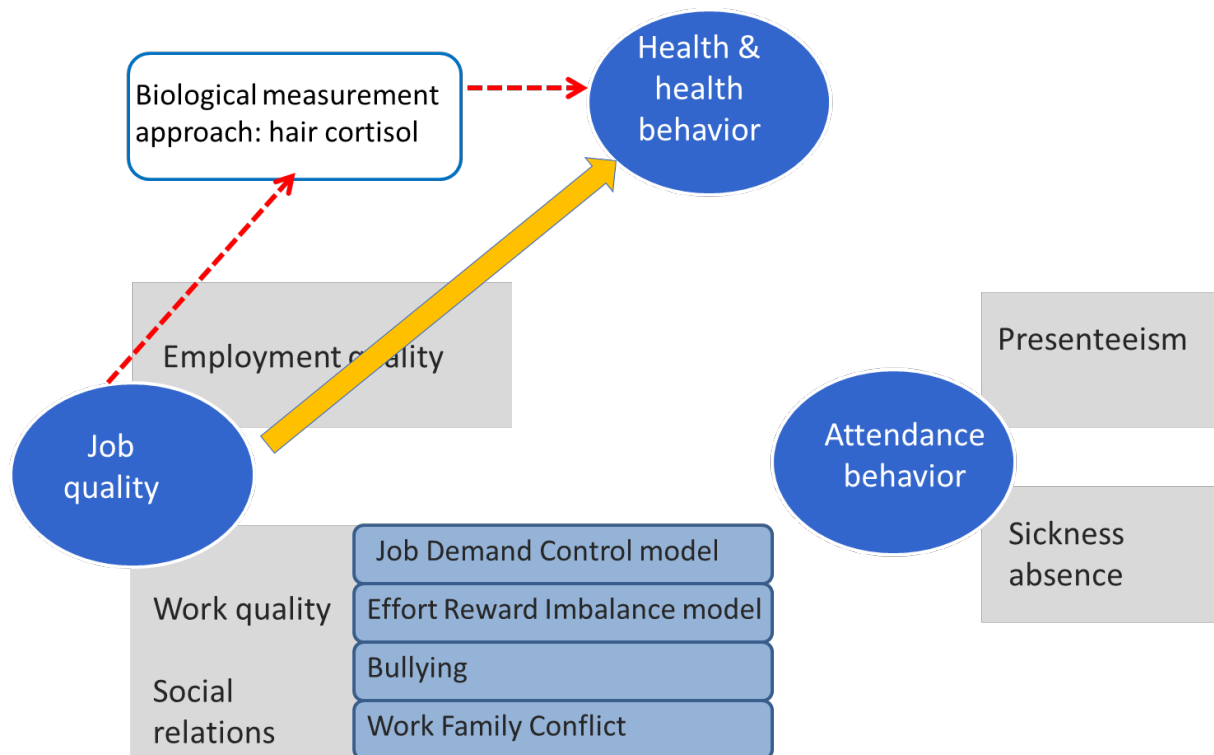 Health &
health
behavior
Biological measurement
approach: hair cortisol
Employment quality
Presenteeism
Job
quality
Attendance
behavior
Job Demand Control model
Sickness
absence
Work quality
Effort Reward Imbalance model
Bullying
Social
relations
Work Family Conflict